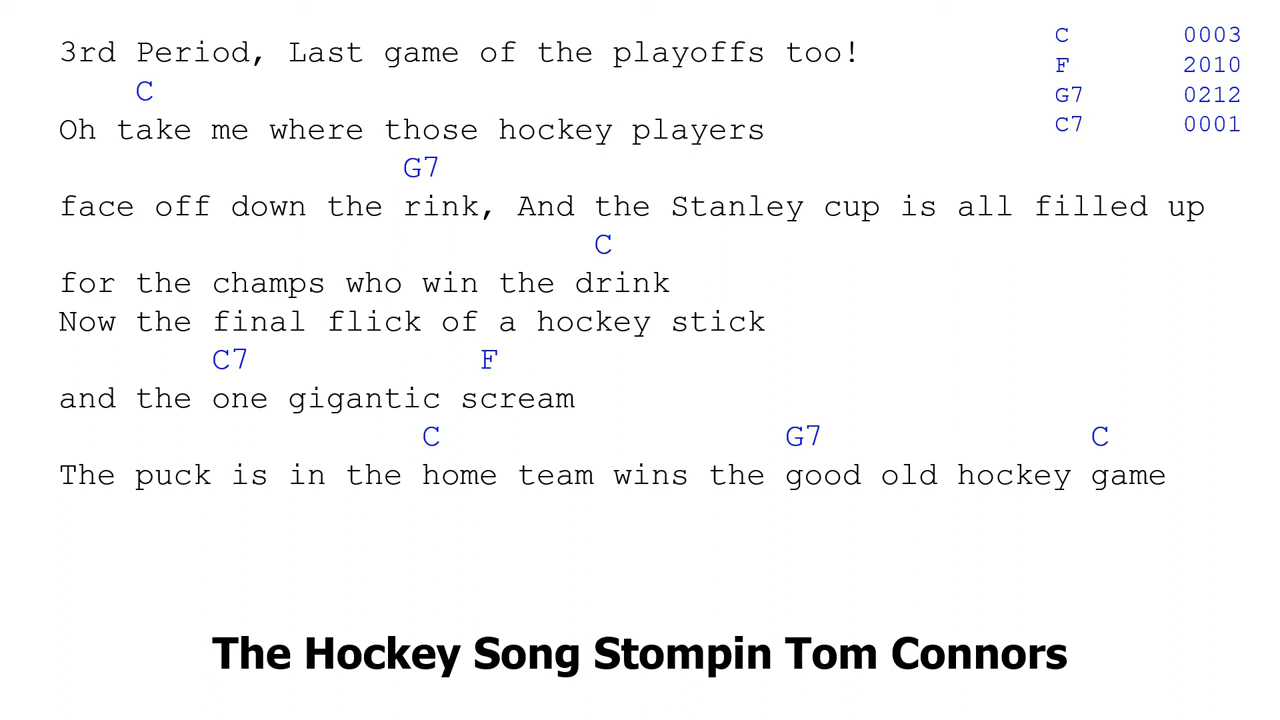 3rd Period, Last game of the playoffs too!
C
Oh take me where those hockey players
G7
face off down the rink, And the Stanley cup is all filled up
C
for the champs who win the drink
Now the final flick of a hockey stick
C7 F
and the one gigantic scream
C G7 C
The puck is in the home team wins the good old hockey game
C 0003
F 2010
G7 0212
C7 0001
The Hockey Song Stompin Tom Connors